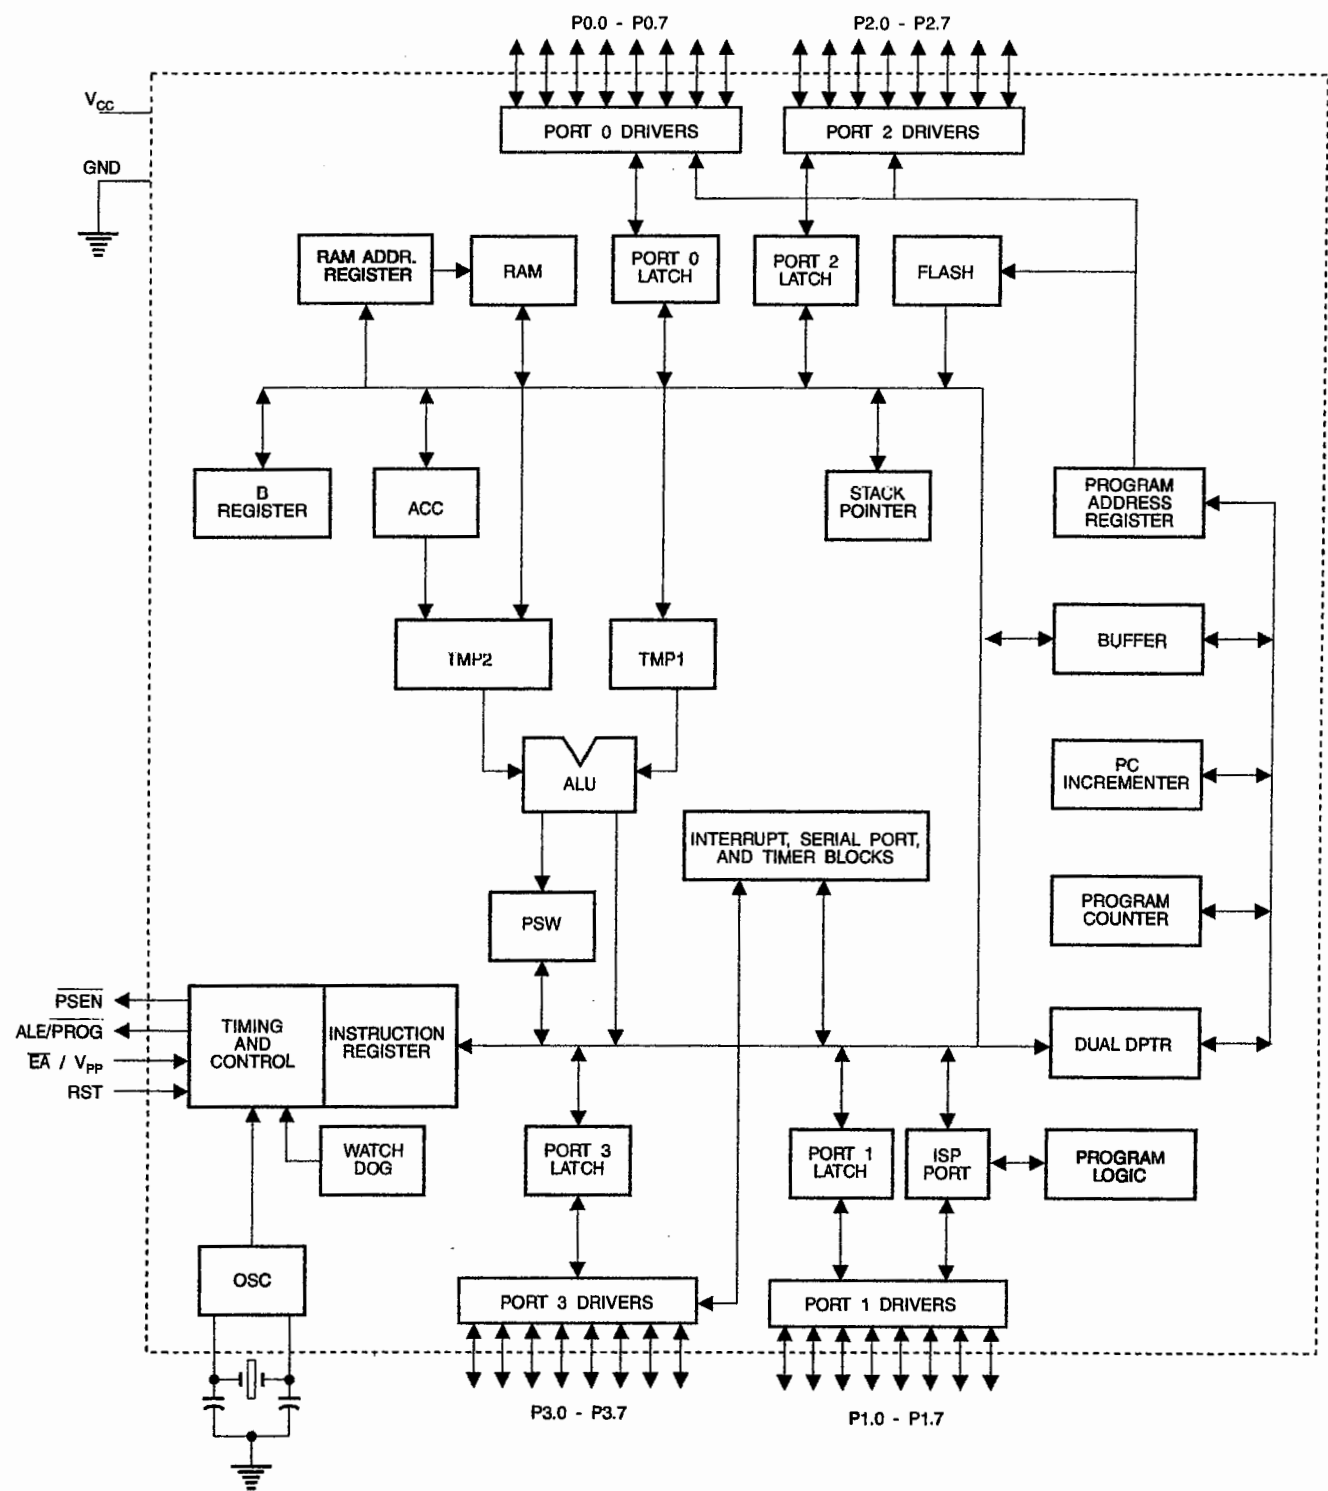 P0.0 - P0.7
P2.0 - P2.7
VCC
PORT 0 DRIVERS
PORT 2 DRIVERS
GND
RAM ADDR.
REGISTER
RAM
PORT 0
LATCH
PORT 2
LATCH
FLASH
B
REGISTER
ACC
STACK
POINTER
PROGRAM
ADDRESS
REGISTER
TMP2
TMP1
BUFFER
ALU
PC
INCREMENTER
INTERRUPT, SERIAL PORT,
AND TIMER BLOCKS
PSW
PROGRAM
COUNTER
PSEN
ALE/PROG
EA / VPP
RST
TIMING
AND
CONTROL
INSTRUCTION
REGISTER
DUAL DPTR
WATCH
DOG
PORT 3
LATCH
PORT 1
LATCH
ISP
PORT
PROGRAM
LOGIC
OSC
PORT 3 DRIVERS
PORT 1 DRIVERS
P3.0 - P3.7
P1.0 - P1.7